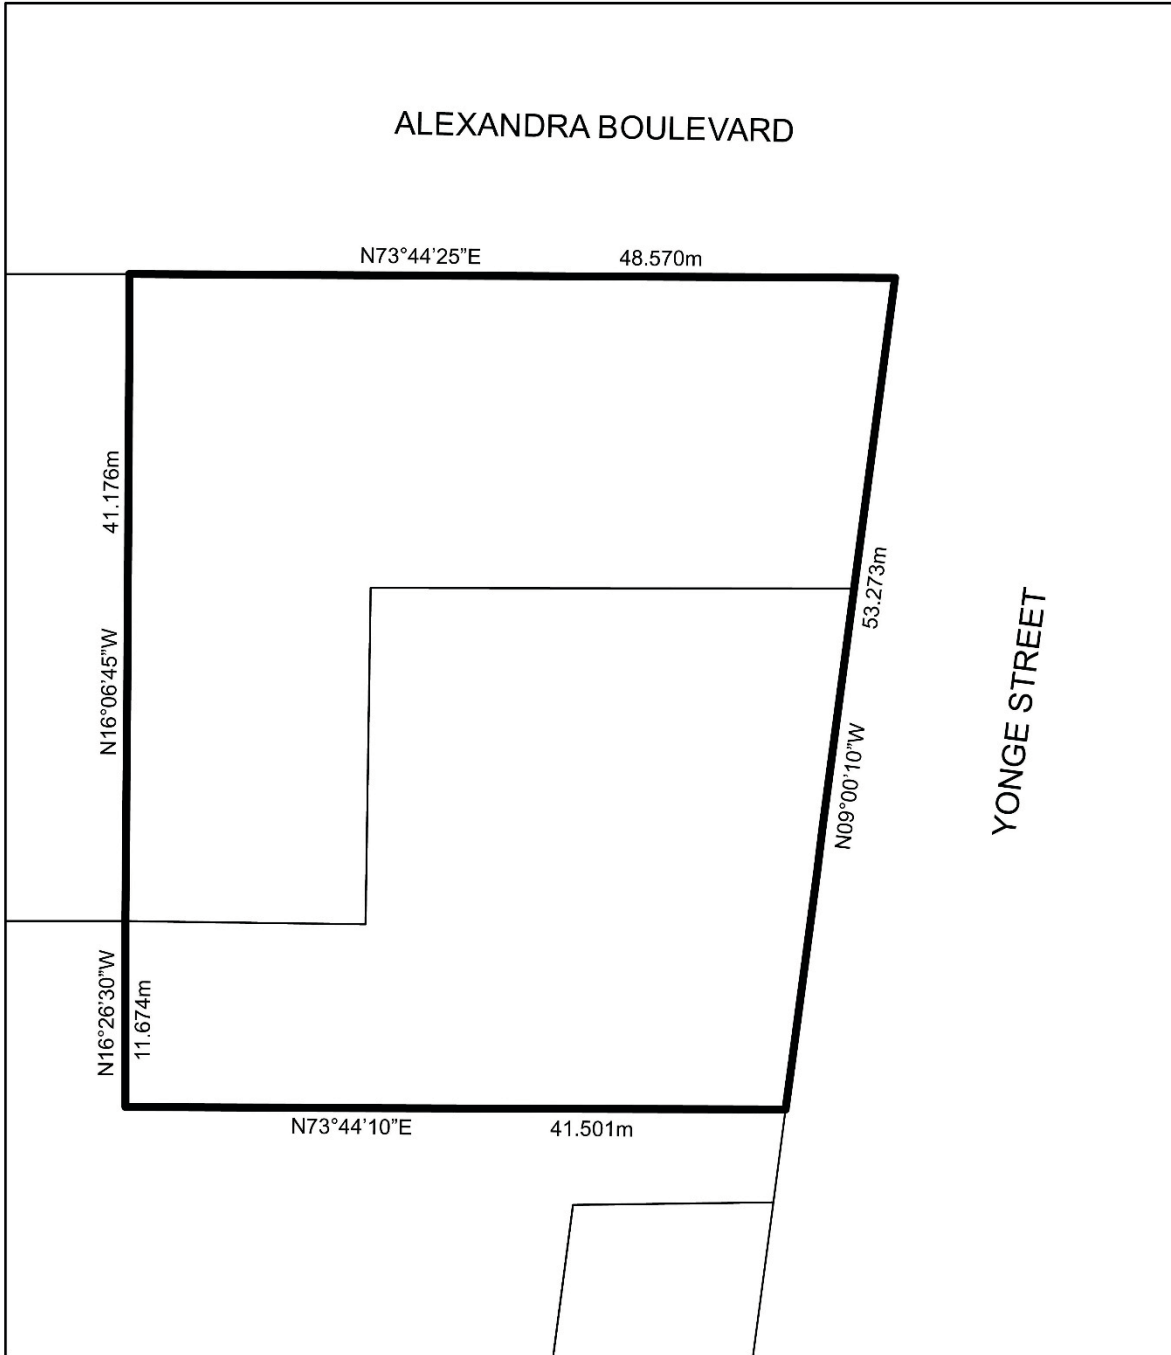 ALEXANDRA BOULEVARD
N73°44’25”E 48.570m
41.176m
N16°06’45”W
53.273m
N09°00’10”W
YONGE STREET
N16°26’30”W
11.674m
N73°44’10”E 41.501m